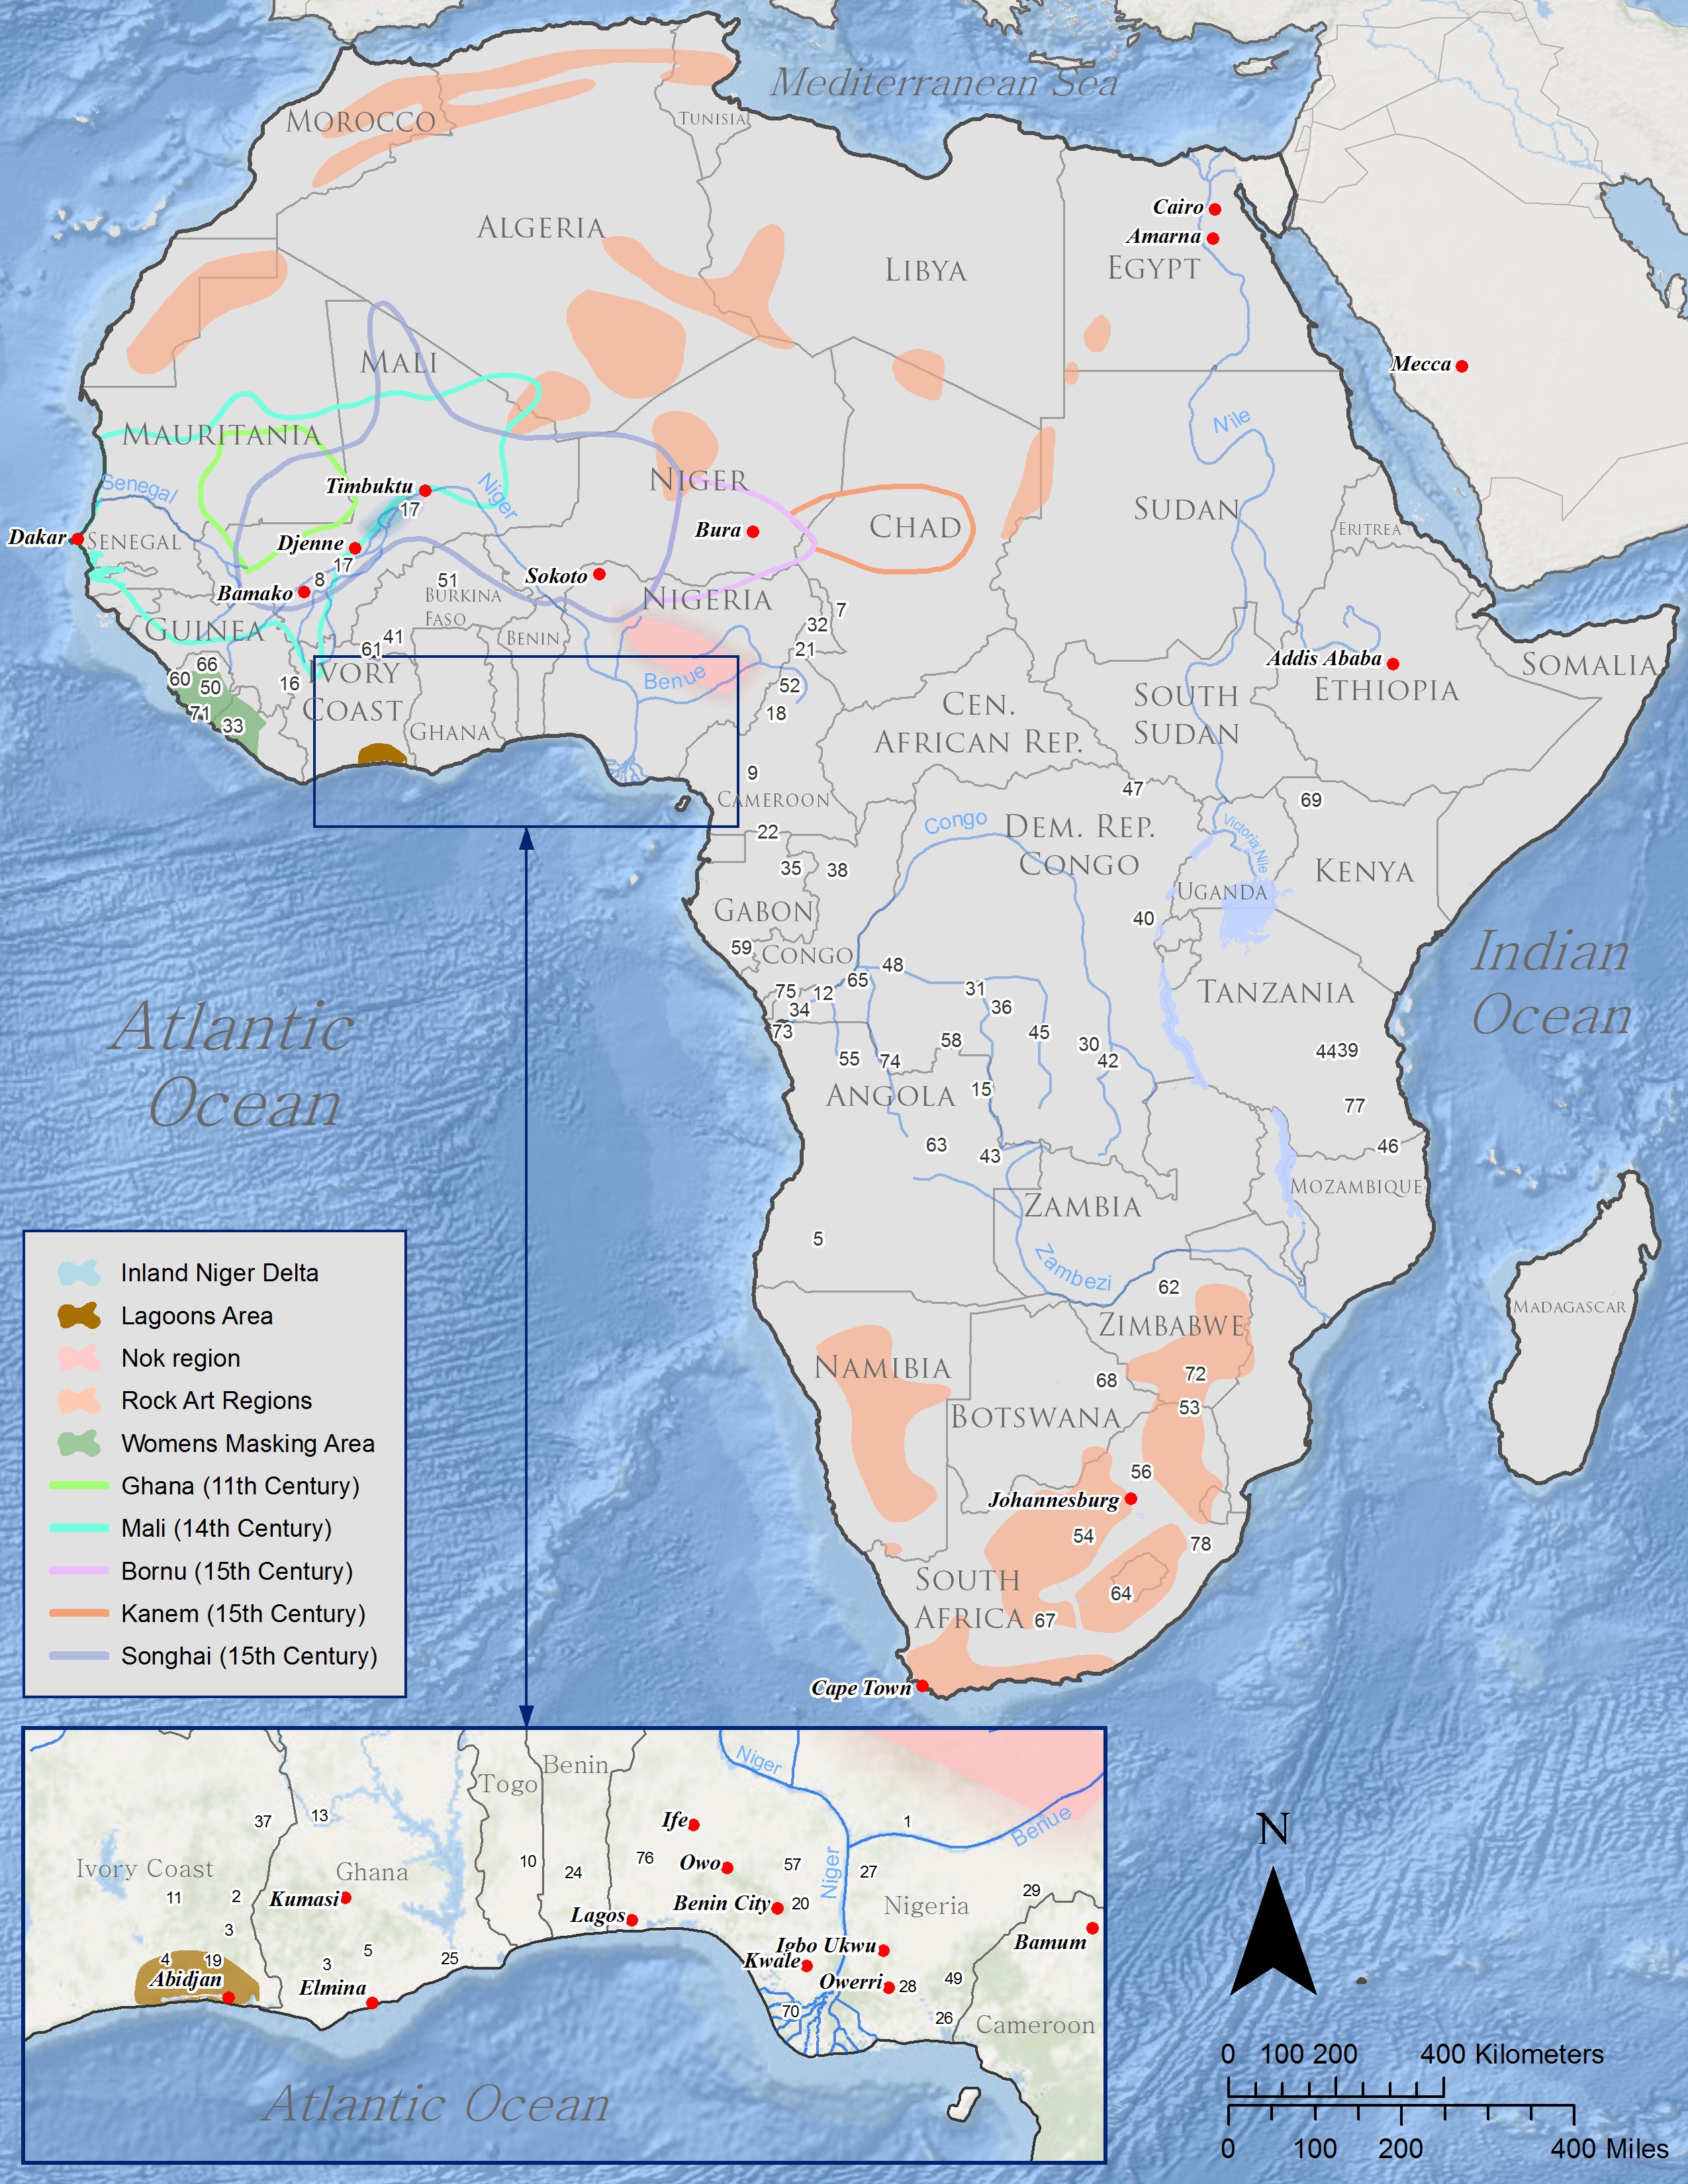 Mediterranean Sea
MOROCCO
TUNISIA
ALGERIA
LIBYA
Cairo
Amarna
EGYPT
Mecca
MALI
MAURITANIA
Nile
Senegal
Timbuktu
Niger
NIGER
17
SUDAN
CHAD
Bura
ERITREA
Dakar
SENEGAL
Djenne
17
8
Bamako
51
BURKINA
FASO
Sokoto
NIGERIA
7
32
GUINEA
41
61
BENIN
21
66
60
50
16
IVORY
COAST
Benue
52
18
71
33
GHANA
Addis Ababa
ETHIOPIA
SOMALIA
CEN.
AFRICAN REP.
SOUTH
SUDAN
9
CAMEROON
47
69
22
Congo
DEM. REP.
CONGO
Victoria Nile
35
38
KENYA
UGANDA
GABON
40
59
CONGO
48
65
Indian
Ocean
75
12
31
TANZANIA
34
36
73
45
Atlantic
Ocean
58
30
44
39
55
74
42
ANGOLA
15
77
63
43
46
ZAMBIA
MOZAMBIQUE
5
Zambezi
62
MADAGASCAR
ZIMBABWE
NAMIBIA
68
72
53
BOTSWANA
56
Johannesburg
54
78
SOUTH
AFRICA
64
67
Cape Town
Inland Niger Delta
Lagoons Area
Nok region
Rock Art Regions
Womens Masking Area
Ghana (11th Century)
Mali (14th Century)
Bornu (15th Century)
Kanem (15th Century)
Songhai (15th Century)
Niger
Benin
Togo
37
13
Ife
1
Benue
Ivory Coast
Ghana
10
24
76
Owo
57
Niger
27
11
2
Kumasi
Benin City
20
Nigeria
29
3
Lagos
Bamum
4
19
3
5
25
Igbo Ukwu
Kwale
Abidjan
Elmina
Owerri
28
49
70
26
Cameroon
Atlantic Ocean
N
0 100 200 400 Kilometers
0 100 200 400 Miles